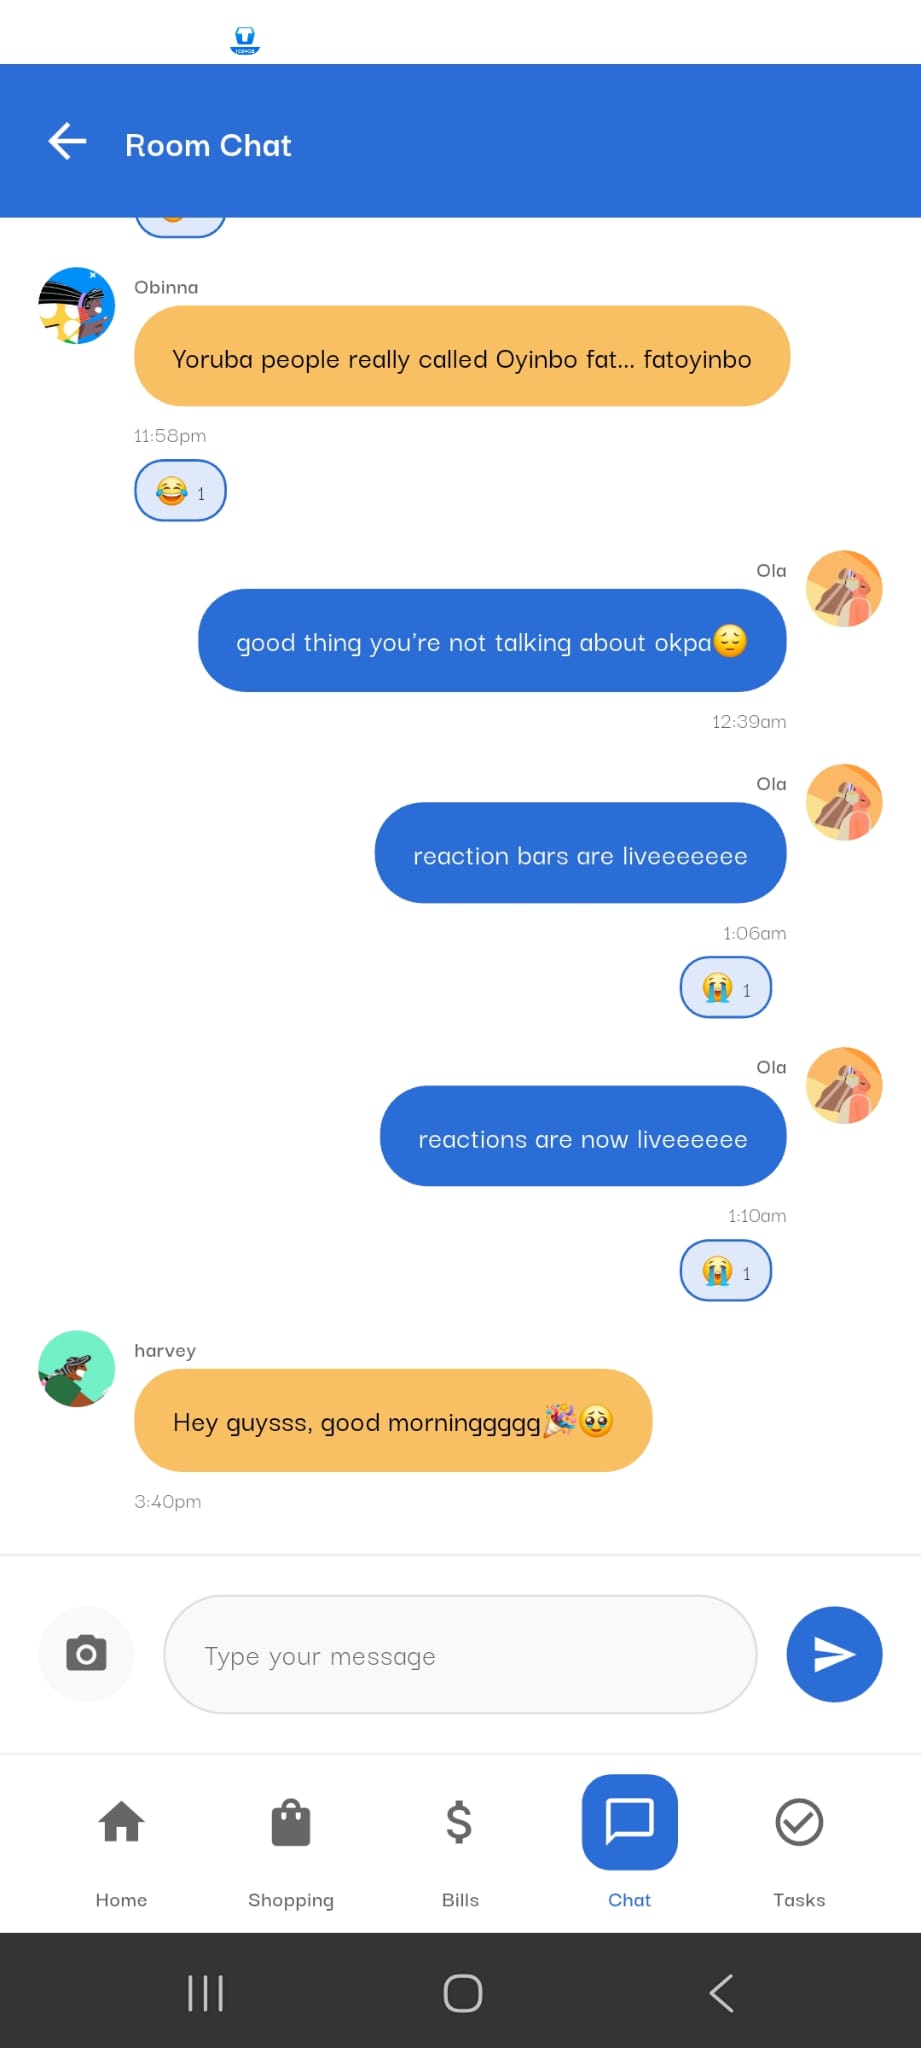 Room Chat
Obinna
Yoruba people really called Oyinbo fat... fatoyinbo
11:58pm
😂 1
Ola
good thing you're not talking about okpa😔
12:39am
Ola
reaction bars are liveeeeeee
1:06am
😭 1
Ola
reactions are now liveeeeee
1:10am
😭 1
harvey
Hey guysss, good morninggggg🎉🥹
3:40pm
Type your message
Home
Shopping
Bills
Chat
Tasks